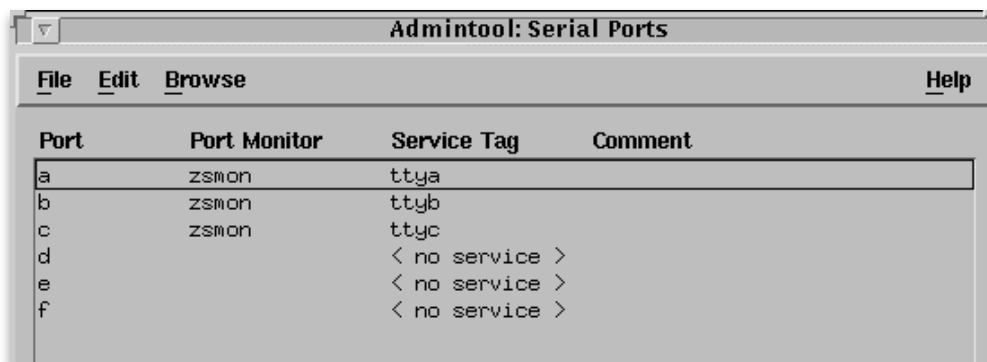 Admintool: Serial Ports
File Edit Browse Help
Port Port Monitor Service Tag Comment
a zsmon ttya
b zsmon ttyb
c zsmon ttyc
d < no service >
e < no service >
f < no service >